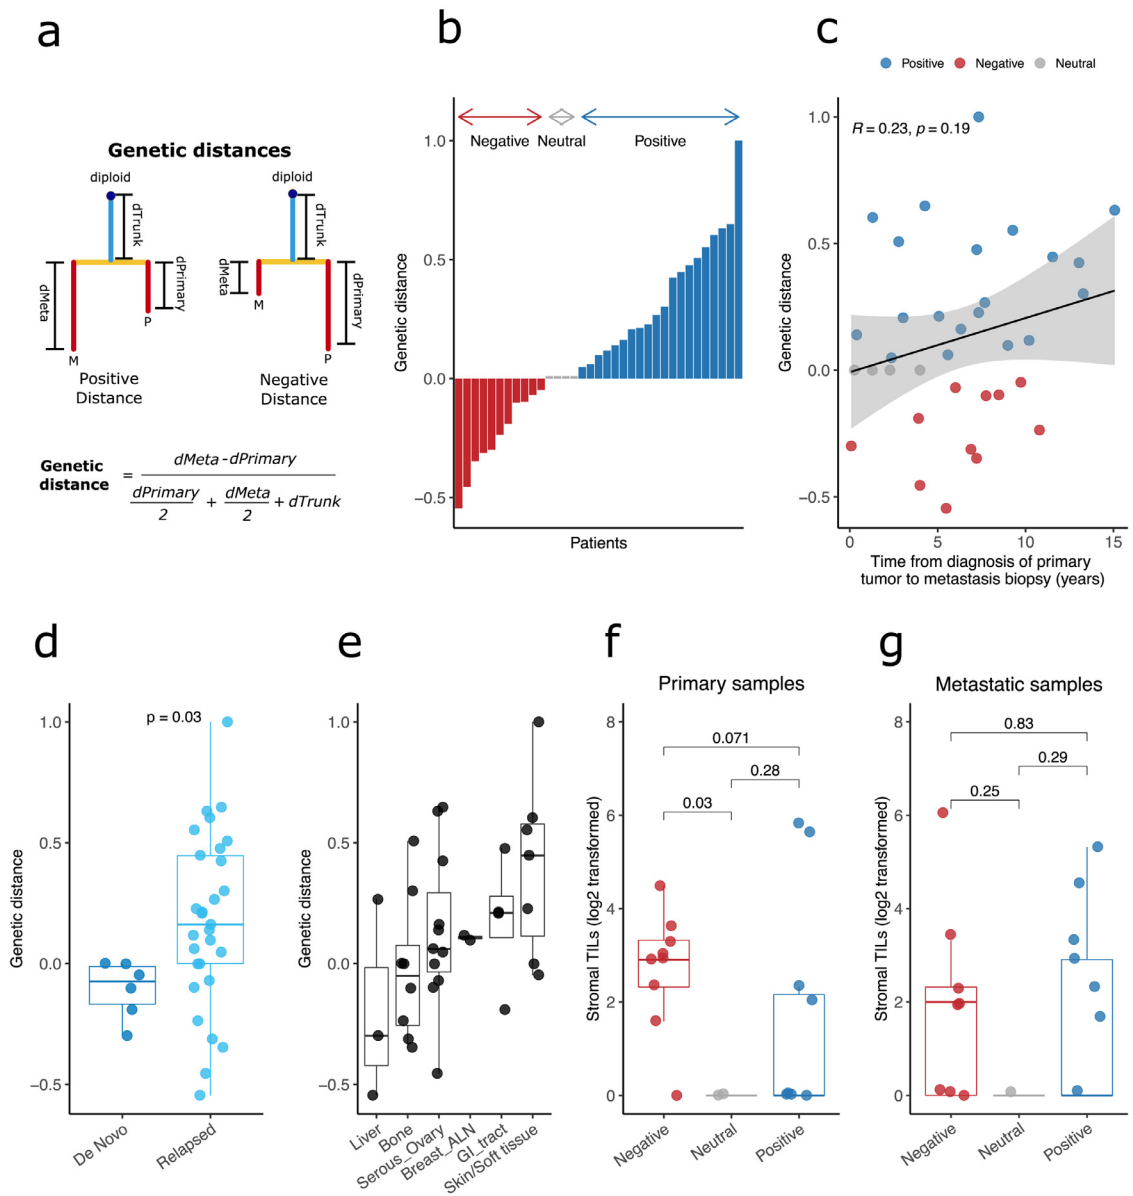 a
Genetic distances
diploid
dTrunk
dMeta
dPrimary
M
P
Positive
Distance
diploid
dTrunk
dMeta
dPrimary
M
P
Negative
Distance
Genetic
distance
=
dMeta - dPrimary
dPrimary
2
+
dMeta
2
+ dTrunk
b
Negative
Neutral
Positive
Genetic distance
1.0
0.5
0.0
−0.5
Patients
c
Positive
Negative
Neutral
R = 0.23, p = 0.19
Genetic distance
1.0
0.5
0.0
−0.5
0
5
10
15
Time from diagnosis of primary
tumor to metastasis biopsy (years)
d
p = 0.03
Genetic distance
1.0
0.5
0.0
−0.5
De Novo
Relapsed
e
Genetic distance
1.0
0.5
0.0
−0.5
Liver
Bone
Serous_Ovary
Breast_ALN
GI_tract
Skin/Soft tissue
f
Primary samples
Stromal TILs (log2 transformed)
8
6
4
2
0
0.071
0.28
0.03
Negative
Neutral
Positive
g
Metastatic samples
Stromal TILs (log2 transformed)
8
6
4
2
0
0.83
0.29
0.25
Negative
Neutral
Positive